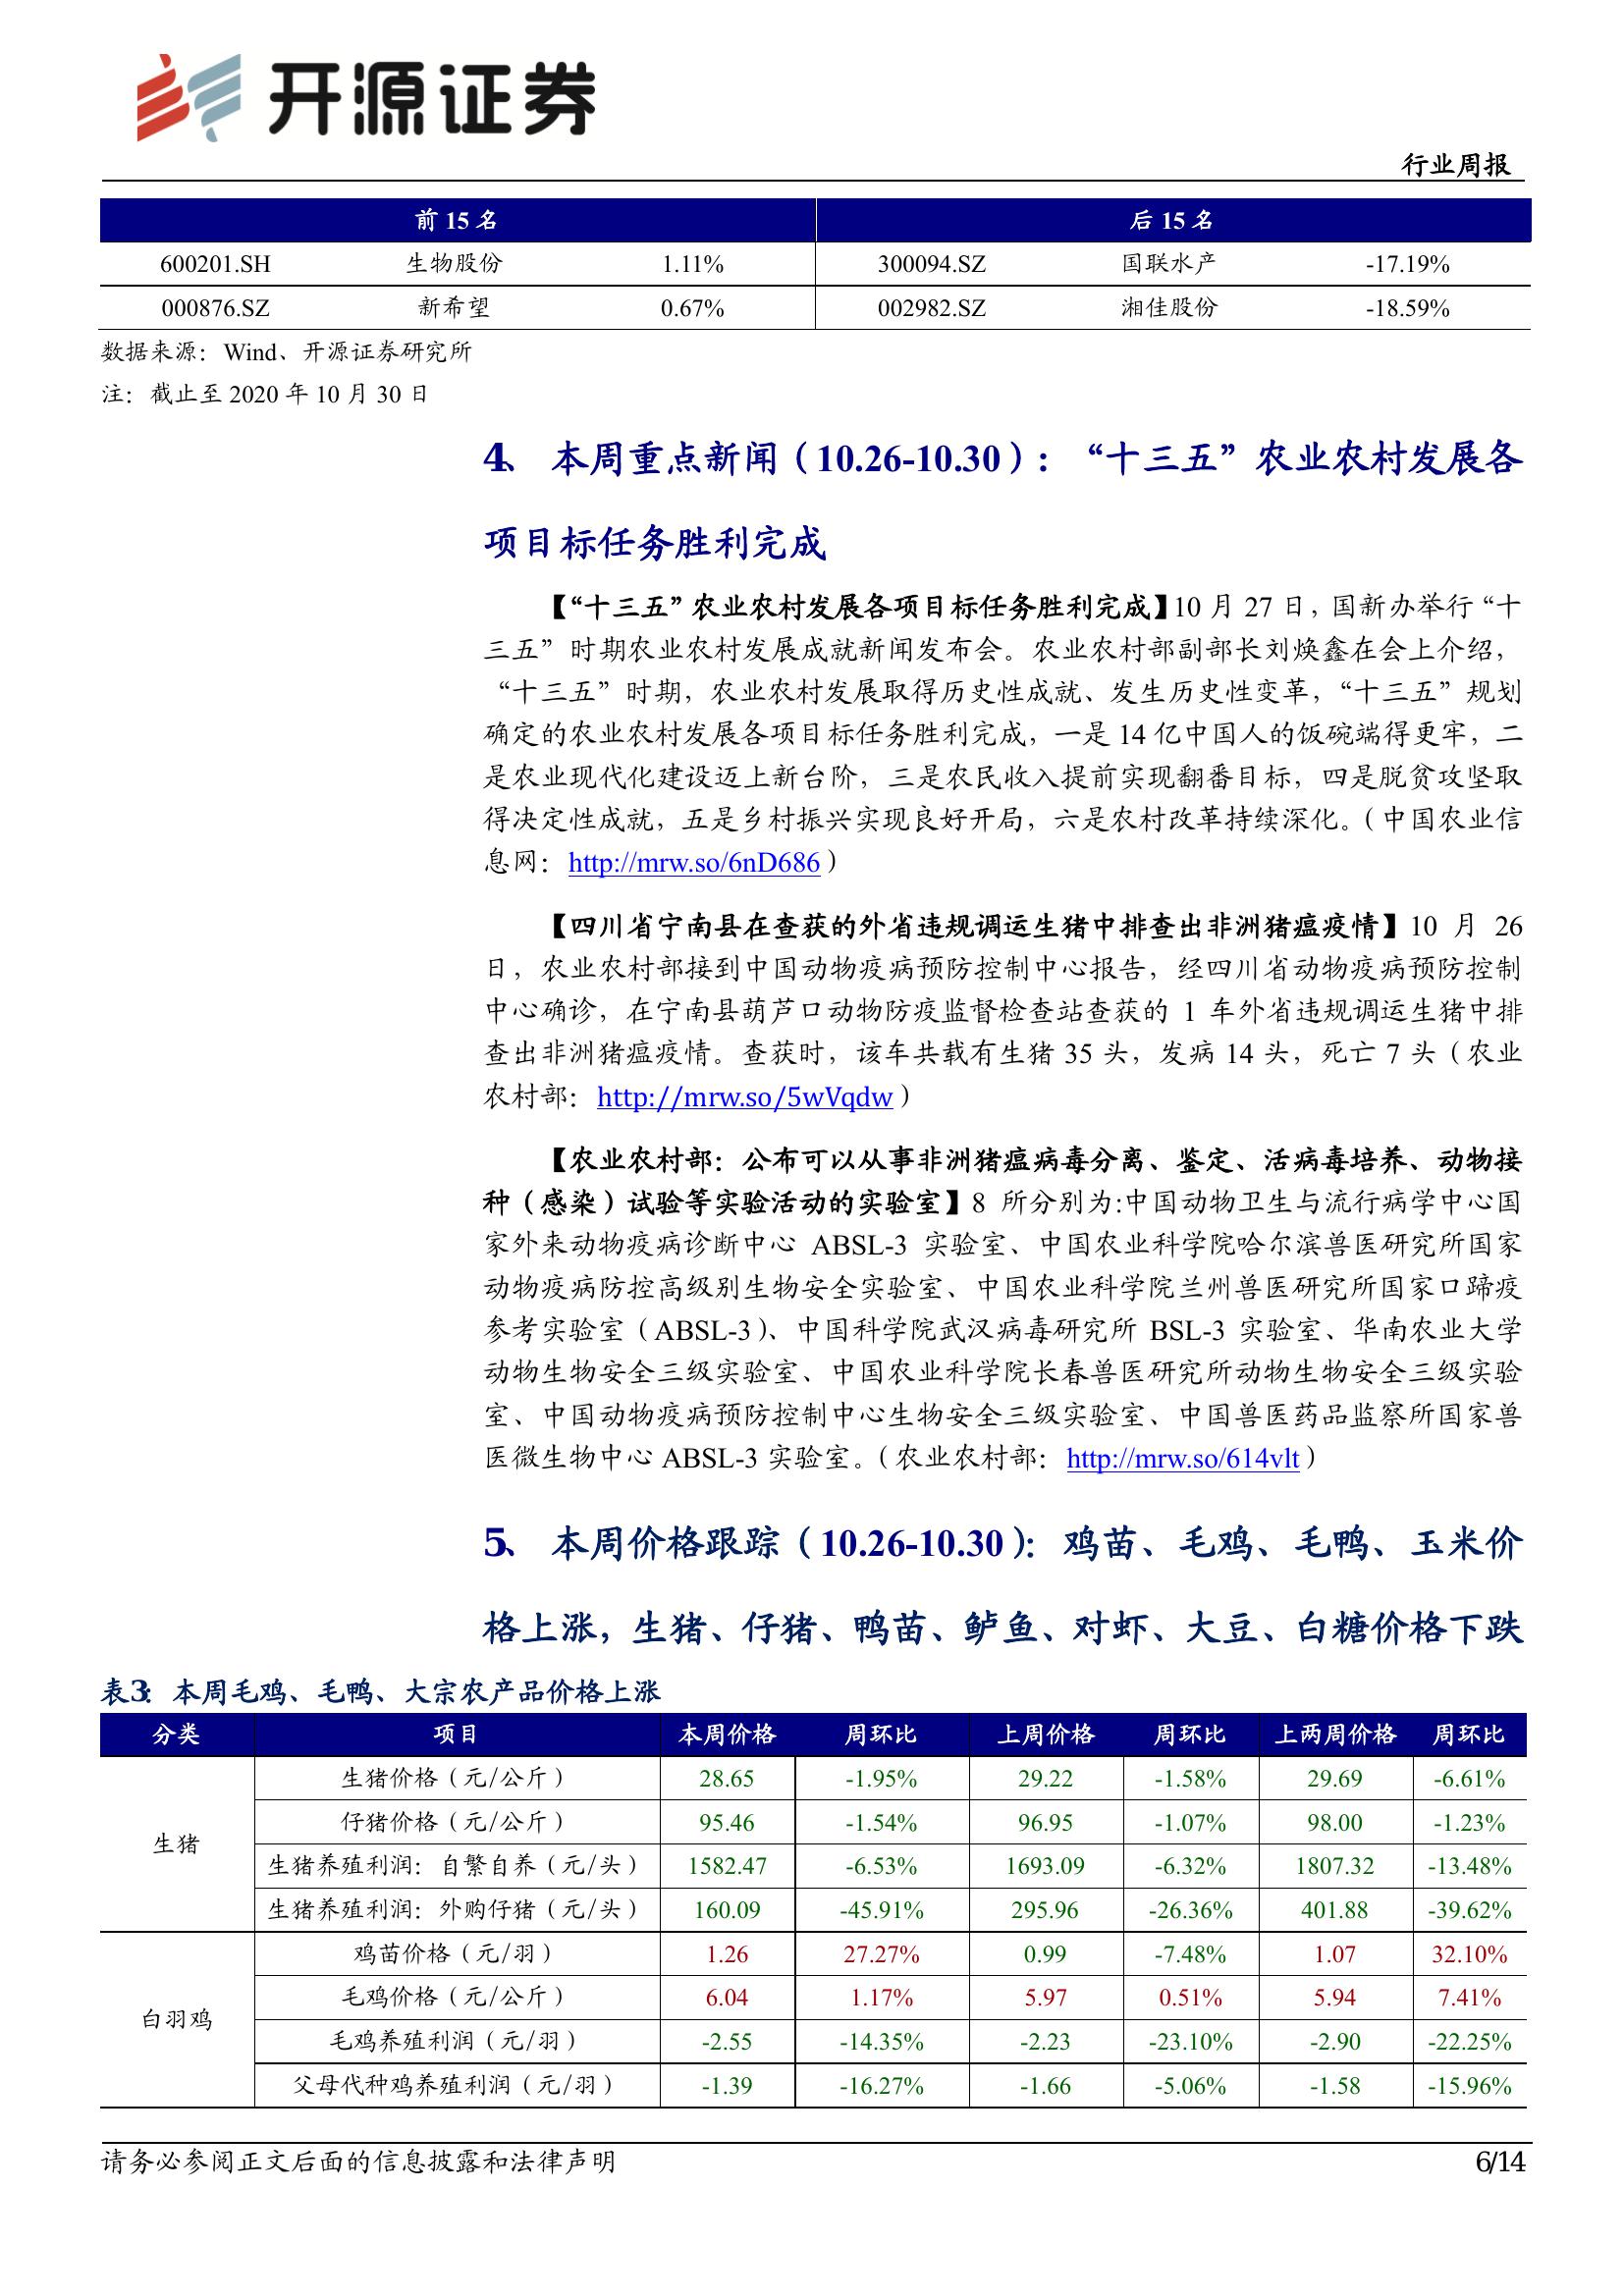 开源证券
行业周报
前 15 名 后 15 名
600201.SH 生物股份 1.11% 300094.SZ 国联水产 -17.19%
000876.SZ 新希望 0.67% 002982.SZ 湘佳股份 -18.59%
数据来源：Wind、开源证券研究所
注：截止至 2020 年 10 月 30 日
4、 本周重点新闻（10.26-10.30）：“十三五”农业农村发展各
项目标任务胜利完成
【“十三五”农业农村发展各项目标任务胜利完成】10 月 27 日，国新办举行“十
三五”时期农业农村发展成就新闻发布会。农业农村部副部长刘焕鑫在会上介绍，
“十三五”时期，农业农村发展取得历史性成就、发生历史性变革，“十三五”规划
确定的农业农村发展各项目标任务胜利完成，一是 14 亿中国人的饭碗端得更牢，二
是农业现代化建设迈上新台阶，三是农民收入提前实现翻番目标，四是脱贫攻坚取
得决定性成就，五是乡村振兴实现良好开局，六是农村改革持续深化。（中国农业信
息网：http://mrw.so/6nD686）
【四川省宁南县在查获的外省违规调运生猪中排查出非洲猪瘟疫情】10 月 26
日，农业农村部接到中国动物疫病预防控制中心报告，经四川省动物疫病预防控制
中心确诊，在宁南县葫芦口动物防疫监督检查站查获的 1 车外省违规调运生猪中排
查出非洲猪瘟疫情。查获时，该车共载有生猪 35 头，发病 14 头，死亡 7 头（农业
农村部：http://mrw.so/5wVqdw）
【农业农村部：公布可以从事非洲猪瘟病毒分离、鉴定、活病毒培养、动物接
种（感染）试验等实验活动的实验室】8 所分别为:中国动物卫生与流行病学中心国
家外来动物疫病诊断中心 ABSL-3 实验室、中国农业科学院哈尔滨兽医研究所国家
动物疫病防控高级别生物安全实验室、中国农业科学院兰州兽医研究所国家口蹄疫
参考实验室（ABSL-3）、中国科学院武汉病毒研究所 BSL-3 实验室、华南农业大学
动物生物安全三级实验室、中国农业科学院长春兽医研究所动物生物安全三级实验
室、中国动物疫病预防控制中心生物安全三级实验室、中国兽医药品监察所国家兽
医微生物中心 ABSL-3 实验室。（农业农村部：http://mrw.so/614vlt）
5、 本周价格跟踪（10.26-10.30）：鸡苗、毛鸡、毛鸭、玉米价
格上涨，生猪、仔猪、鸭苗、鲈鱼、对虾、大豆、白糖价格下跌
表3：本周毛鸡、毛鸭、大宗农产品价格上涨
分类 项目 本周价格 周环比 上周价格 周环比 上两周价格 周环比
生猪 生猪价格（元/公斤） 28.65 -1.95% 29.22 -1.58% 29.69 -6.61%
仔猪价格（元/公斤） 95.46 -1.54% 96.95 -1.07% 98.00 -1.23%
生猪养殖利润：自繁自养（元/头） 1582.47 -6.53% 1693.09 -6.32% 1807.32 -13.48%
生猪养殖利润：外购仔猪（元/头） 160.09 -45.91% 295.96 -26.36% 401.88 -39.62%
白羽鸡 鸡苗价格（元/羽） 1.26 27.27% 0.99 -7.48% 1.07 32.10%
毛鸡价格（元/公斤） 6.04 1.17% 5.97 0.51% 5.94 7.41%
毛鸡养殖利润（元/羽） -2.55 -14.35% -2.23 -23.10% -2.90 -22.25%
父母代种鸡养殖利润（元/羽） -1.39 -16.27% -1.66 -5.06% -1.58 -15.96%
请务必参阅正文后面的信息披露和法律声明 6/14